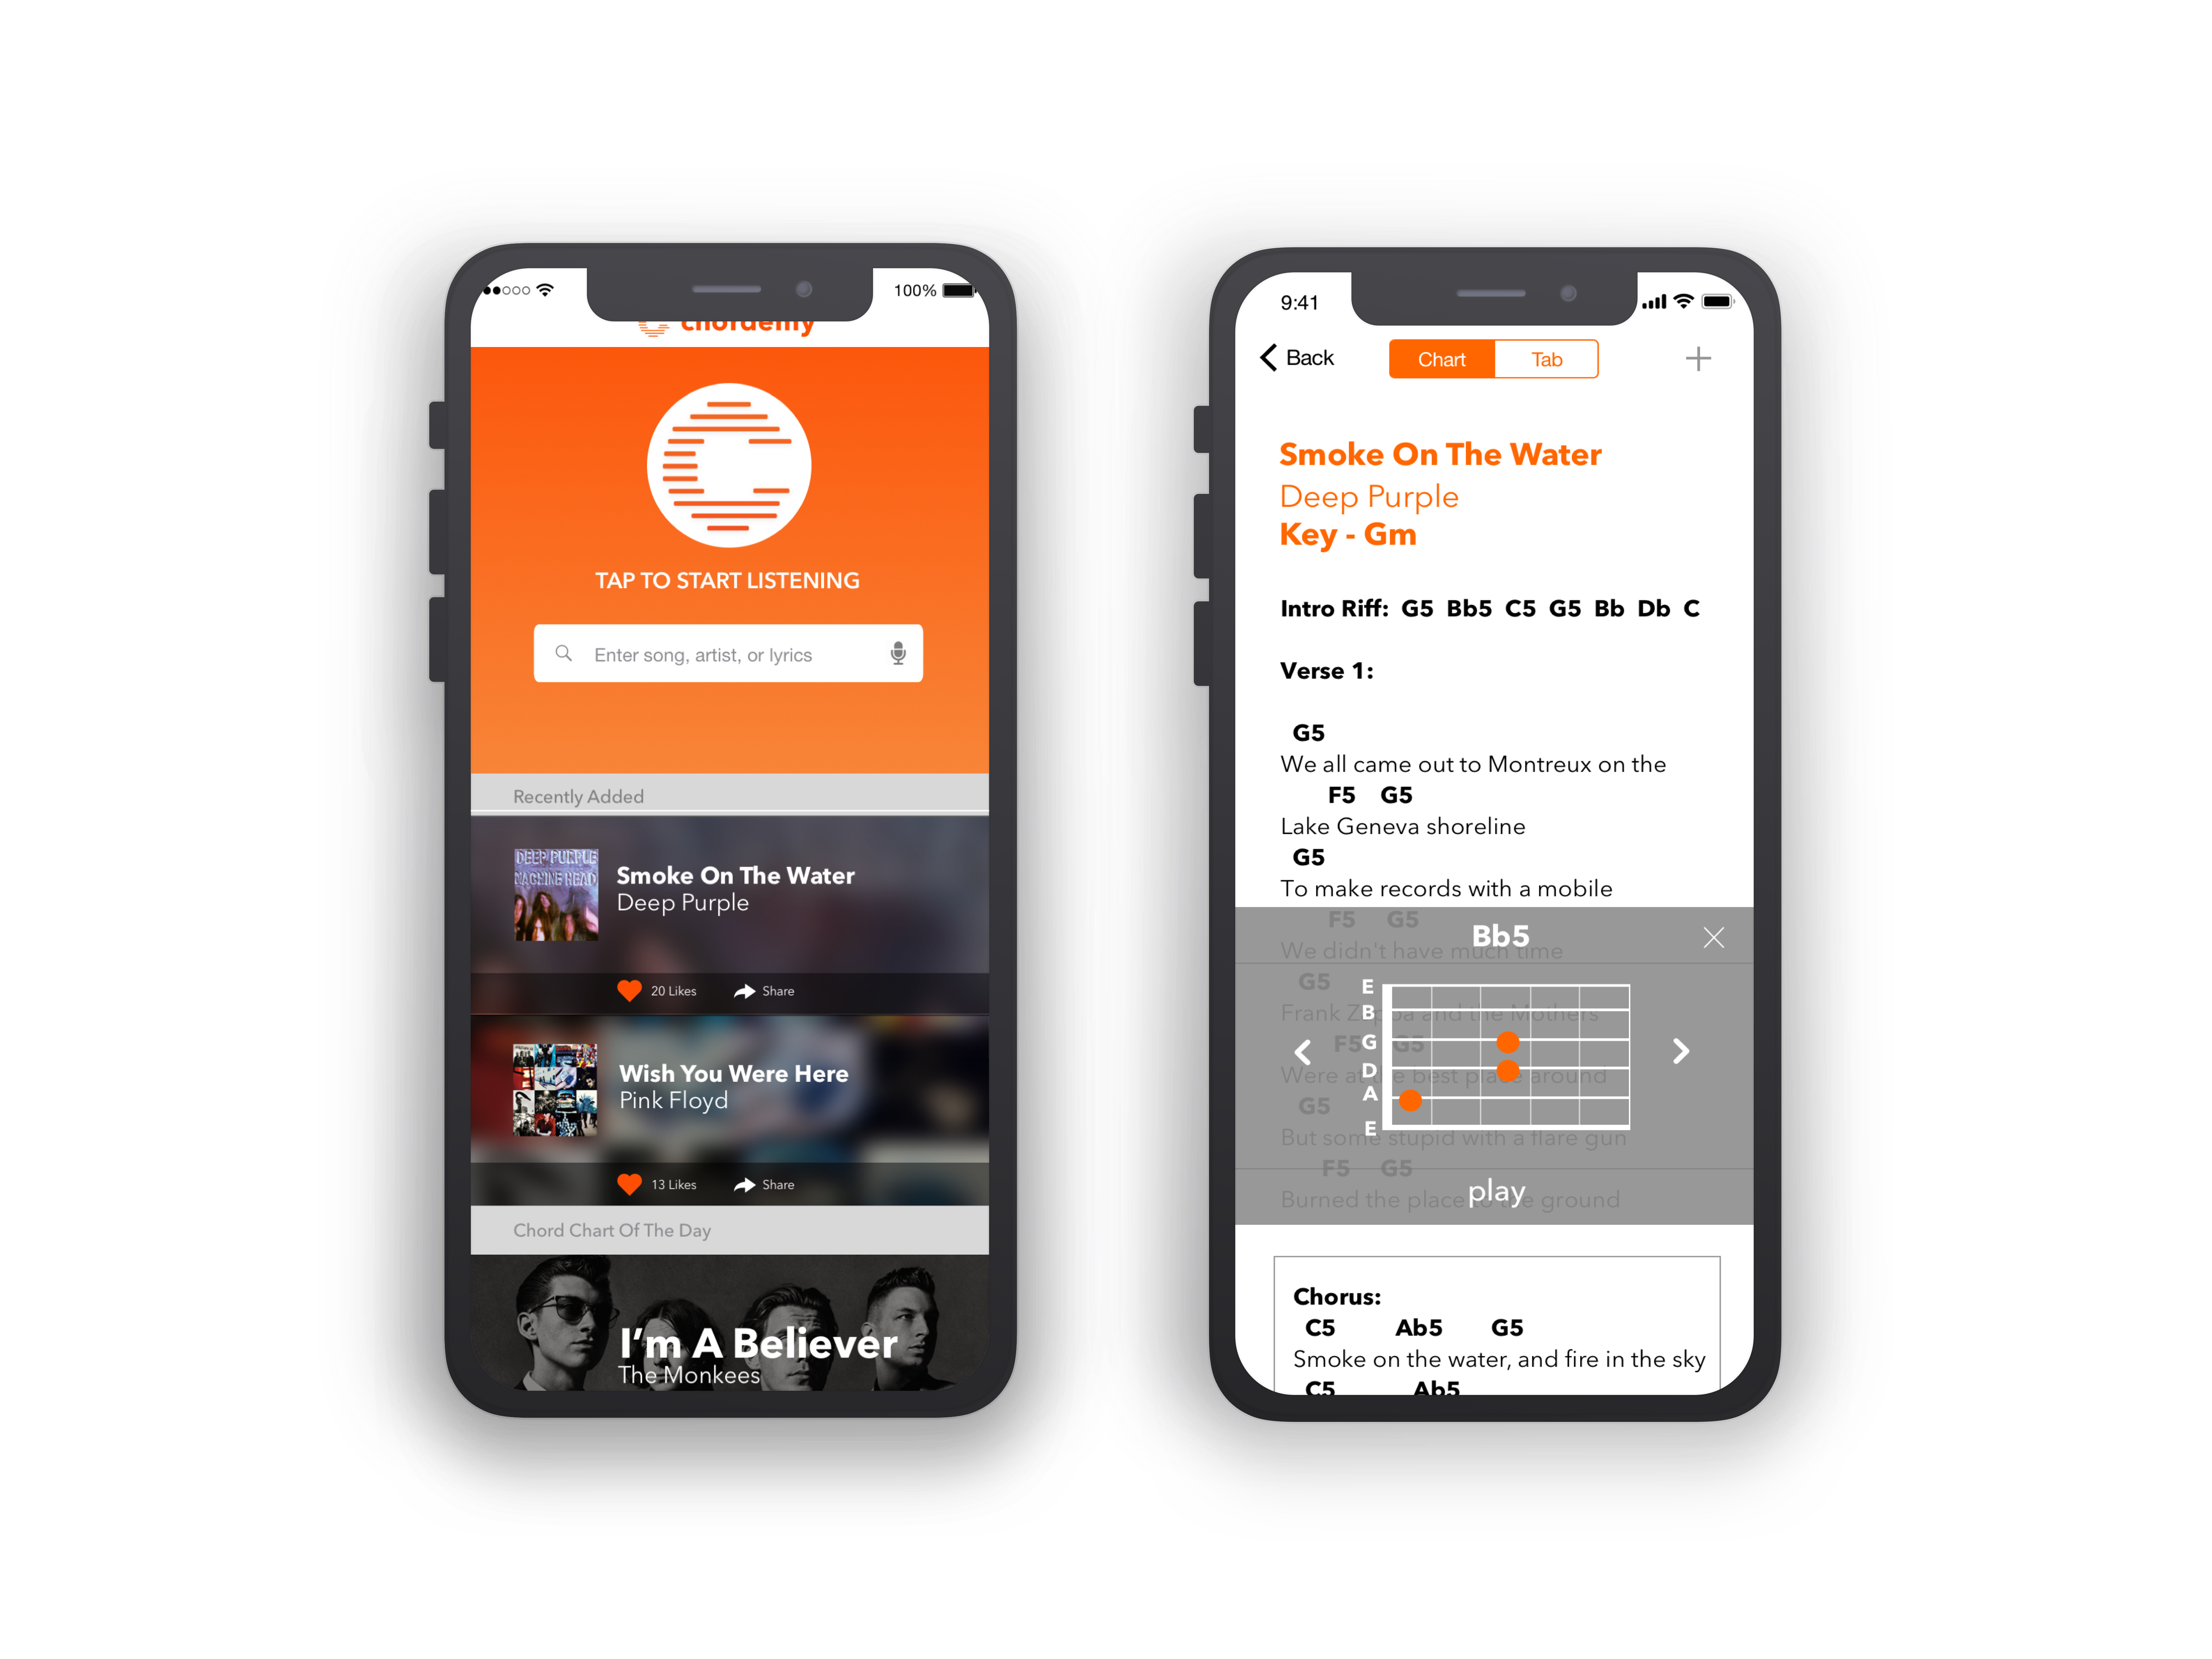 100%
chordemy
TAP TO START LISTENING
Enter song, artist, or lyrics
Recently Added
DEEP PURPLE
MACHINE HEAD
Smoke On The Water
Deep Purple
20 Likes Share
Wish You Were Here
Pink Floyd
13 Likes Share
Chord Chart Of The Day
I'm A Believer
The Monkees
9:41
Back Chart Tab
Smoke On The Water
Deep Purple
Key - Gm
Intro Riff: G5 Bb5 C5 G5 Bb Db C
Verse 1:
G5
We all came out to Montreux on the
F5 G5
Lake Geneva shoreline
G5
To make records with a mobile
F5 G5
Bb5
We didn't have much time
G5
Frank Zappa and the Mothers
F5 G5
Were at the best place around
G5
But some stupid with a flare gun
F5 G5
Burned the place to the ground
E
B
G
D
A
E
play
Chorus:
C5 Ab5 G5
Smoke on the water, and fire in the sky
C5 Ab5